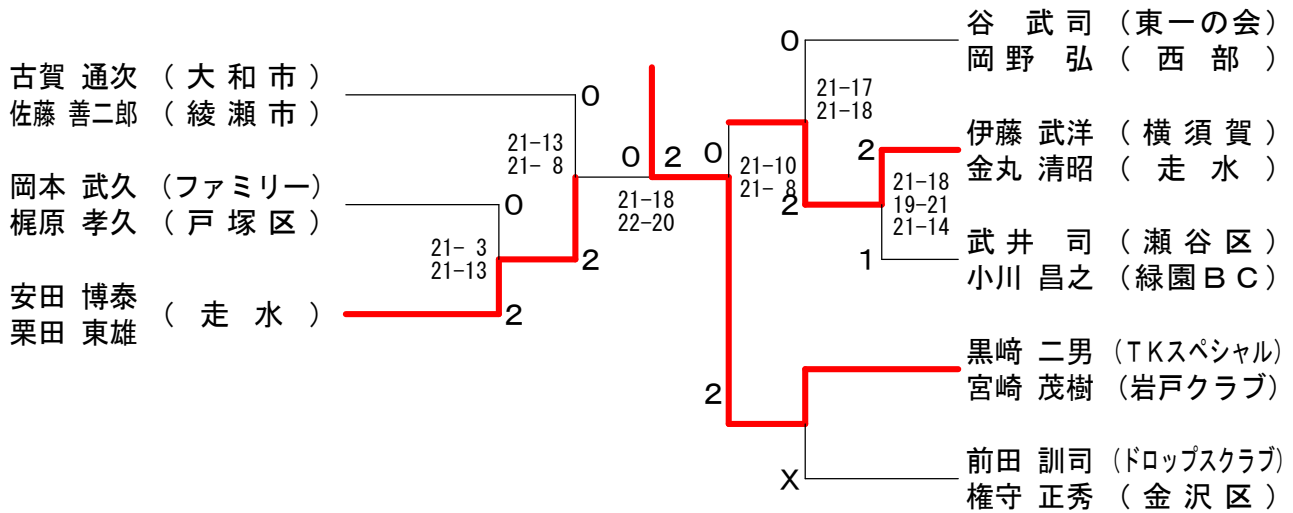 古賀 通次 （ 大 和 市 ）
佐藤 善二郎 （ 綾 瀬 市 ）
0
21-13
21- 8
岡本 武久 （ファミリー）
梶原 孝久 （ 戸 塚 区 ）
0
21- 3
21-13
2
安田 博泰
栗田 東雄
（ 走 水 ）
2
0
2
21-18
22-20
0
21-10
21- 8
2
谷 武 司 （東一の会）
岡 野 弘 （ 西 部 ）
0
21-17
21-18
伊藤 武洋 （ 横 須 賀 ）
金丸 清昭 （ 走 水 ）
2
21-18
19-21
21-14
2
武 井 司 （ 瀬 谷 区 ）
小川 昌之 （緑園ＢＣ）
1
黒﨑 二男 （ＴＫスペシャル）
宮崎 茂樹 （岩戸クラブ）
前田 訓司 （ドロップスクラブ）
権守 正秀 （ 金 沢 区 ）
X